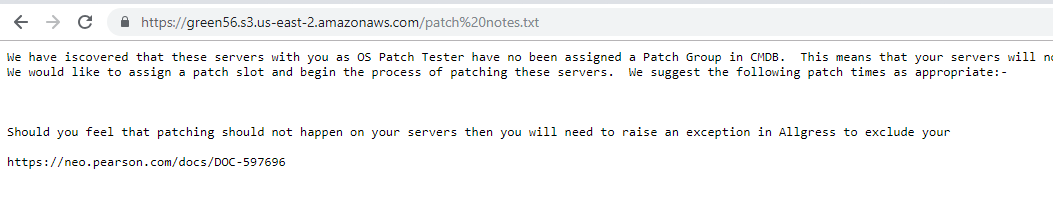 https://green56.s3.us-east-2.amazonaws.com/patch%20notes.txt
We have iscovered that these servers with you as OS Patch Tester have no been assigned a Patch Group in CMDB.  This means that your servers will
We would like to assign a patch slot and begin the process of patching these servers.  We suggest the following patch times as appropriate:-
Should you feel that patching should not happen on your servers then you will need to raise an exception in Allgress to exclude your
https://neo.pearson.com/docs/DOC-597696